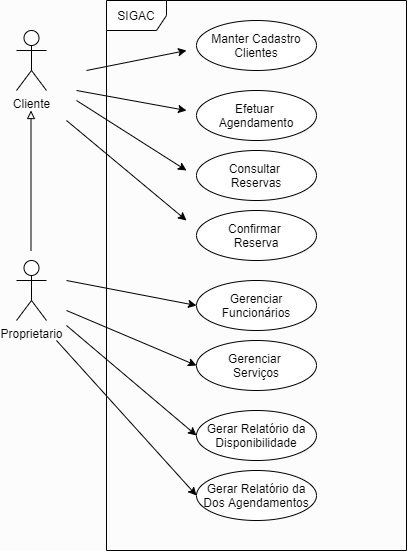 SIGAC
Manter Cadastro
Clientes
Cliente
Efetuar
Agendamento
Consultar
Reservas
Confirmar
Reserva
Proprietario
Gerenciar
Funcionários
Gerenciar
Serviços
Gerar Relatório da
Disponibilidade
Gerar Relatório da
Dos Agendamentos